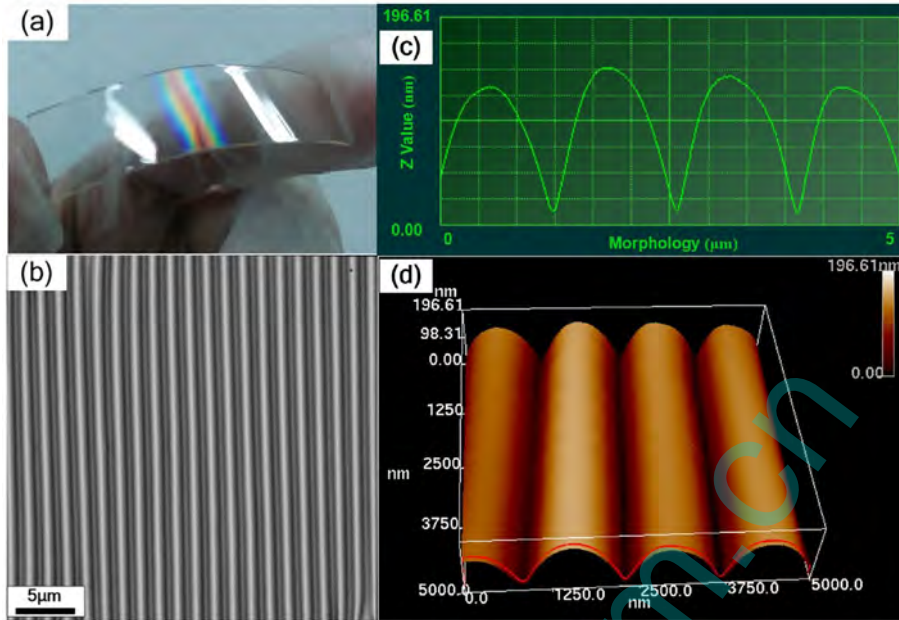 (a)
(b)
5μm
(c)
196.61
Z Value (nm)
0.00
0
Morphology (μm)
5
(d)
nm
196.61
98.31
0.00
1250
2500
nm
3750
5000.0
0.0
1250.0
2500.0
3750.0
5000.0
nm
196.61nm
0.00
m.cn